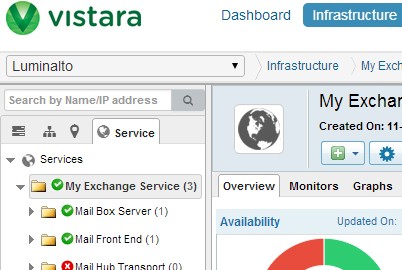 vistara
Dashboard Infrastructure
Luminalto Infrastructure My Exch
Search by Name/IP address
Service
Services
My Exchange Service (3)
Mail Box Server (1)
Mail Front End (1)
Mail Hub Transport (0)
My Exchan
Created On: 11-
Overview Monitors Graphs
Availability Updated On: